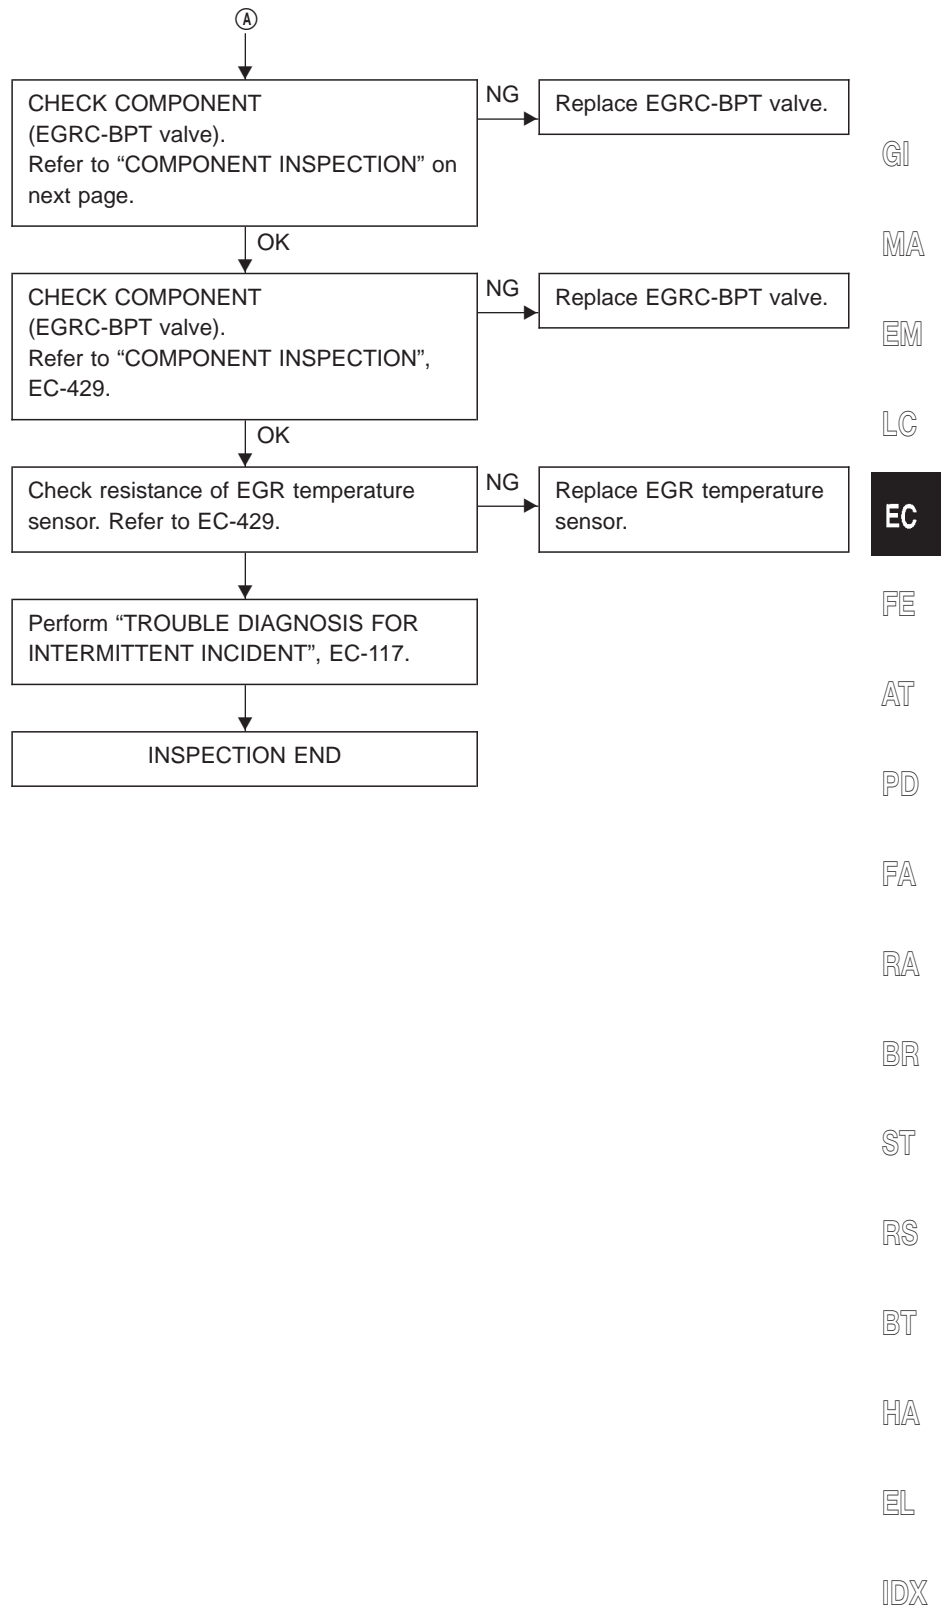 A
CHECK COMPONENT
(EGRC-BPT valve).
Refer to “COMPONENT INSPECTION” on
next page.
NG
Replace EGRC-BPT valve.
OK
CHECK COMPONENT
(EGRC-BPT valve).
Refer to “COMPONENT INSPECTION”,
EC-429.
NG
Replace EGRC-BPT valve.
OK
Check resistance of EGR temperature
sensor. Refer to EC-429.
NG
Replace EGR temperature
sensor.
Perform “TROUBLE DIAGNOSIS FOR
INTERMITTENT INCIDENT”, EC-117.
INSPECTION END
GI
MA
EM
LC
EC
FE
AT
PD
FA
RA
BR
ST
RS
BT
HA
EL
IDX